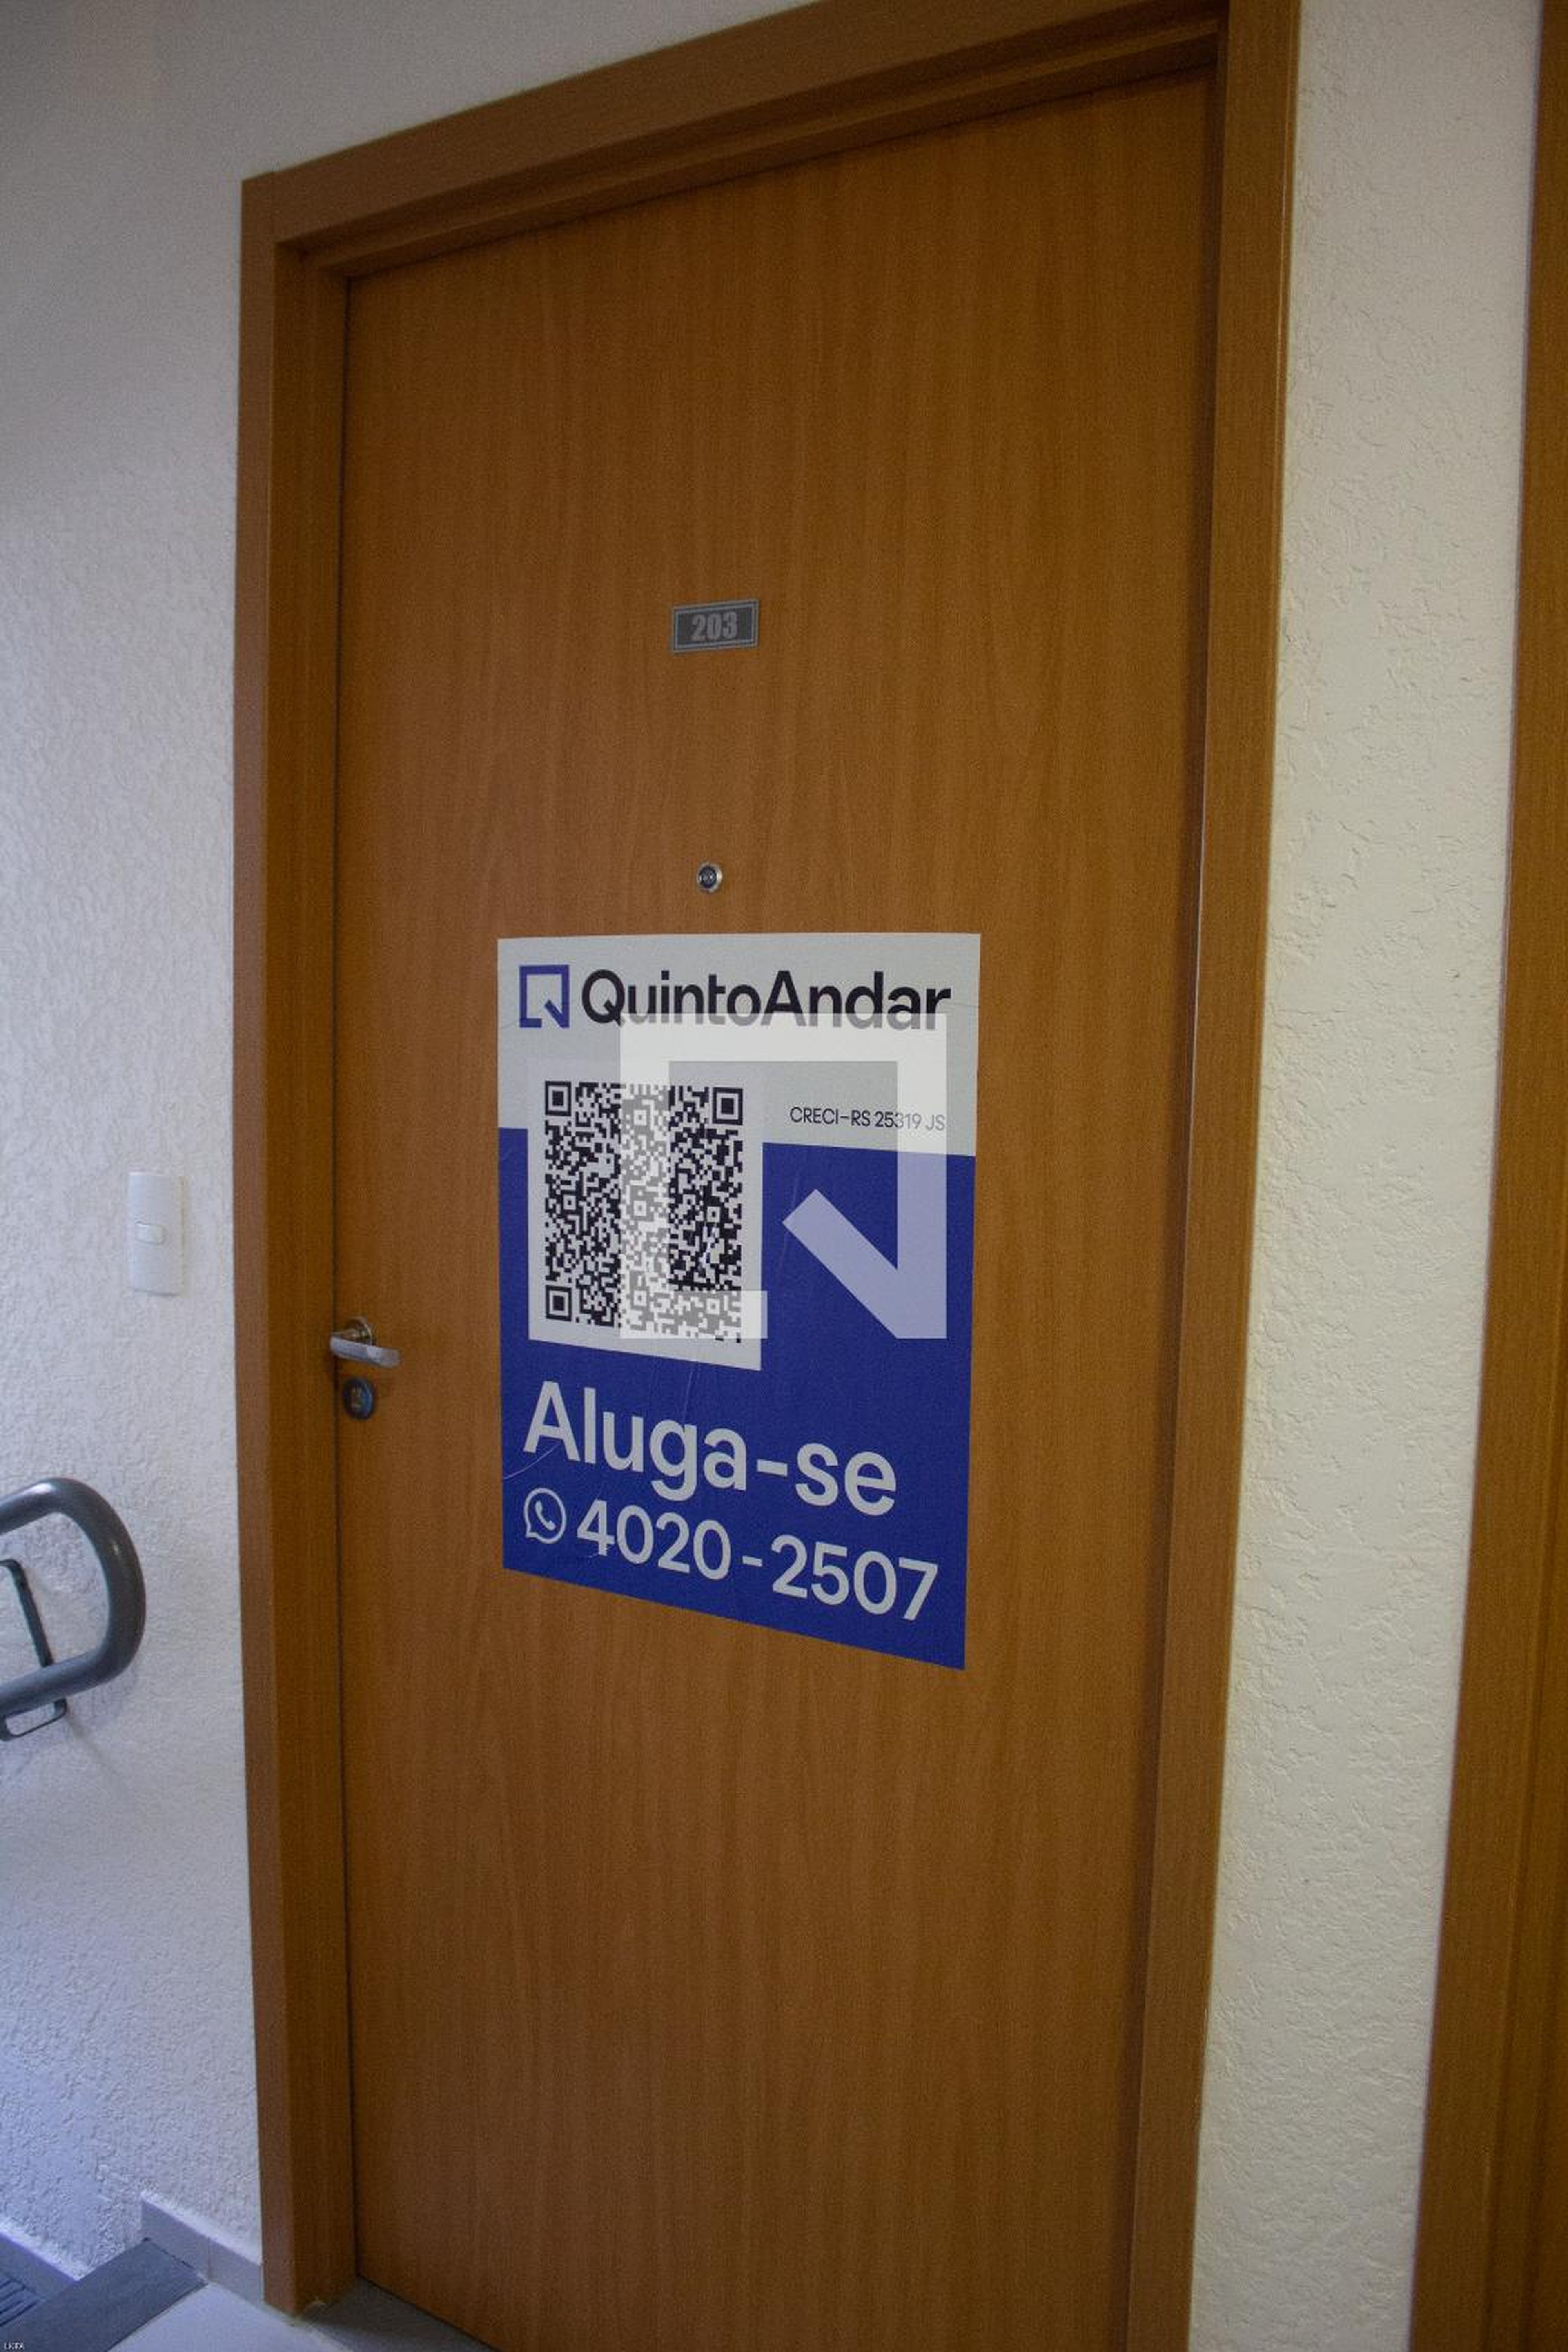 203
QuintoAndar
CRECI-RS 25319 JS
Aluga-se
4020-2507